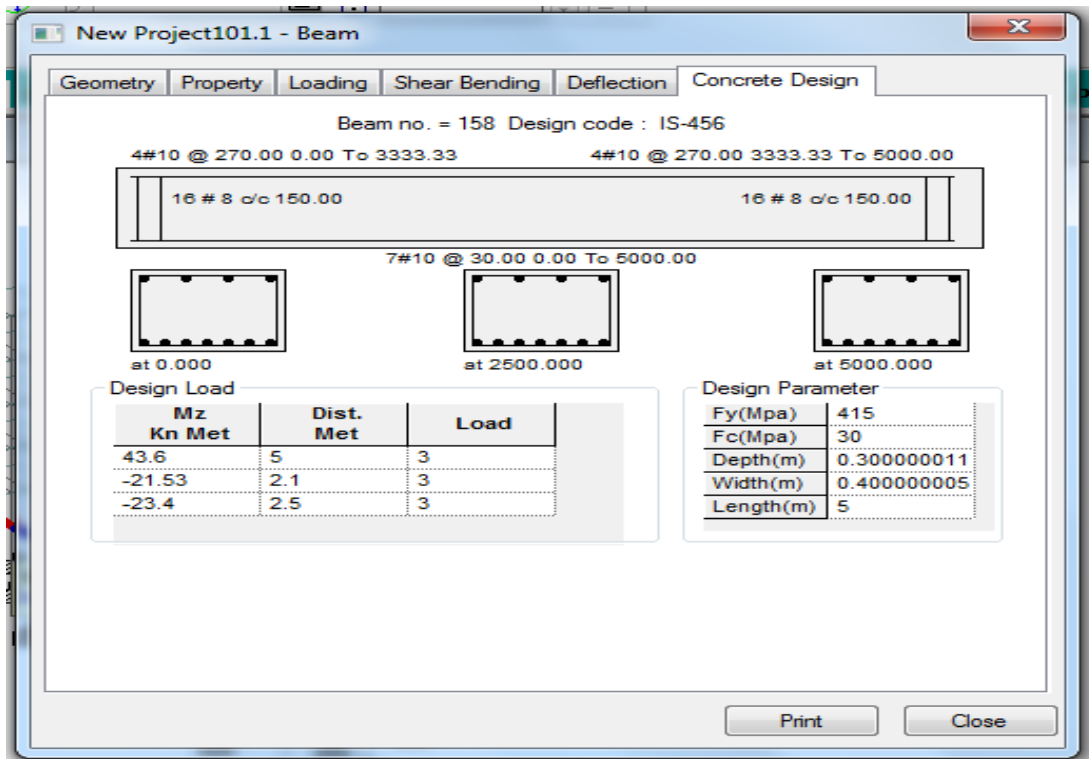 New Project101.1 - Beam
Geometry Property Loading Shear Bending Deflection Concrete Design
Beam no. = 158 Design code : IS-456
4#10 @ 270.00 0.00 To 3333.33 4#10 @ 270.00 3333.33 To 5000.00
16 # 8 c/c 150.00 16 # 8 c/c 150.00
7#10 @ 30.00 0.00 To 5000.00
at 0.000 at 2500.000 at 5000.000
Design Load Design Parameter
Mz Dist. Load
Kn Met Met
Fy(Mpa) 415
Fc(Mpa) 30
43.6 5 3
Depth(m) 0.300000011
-21.53 2.1 3
Width(m) 0.400000005
-23.4 2.5 3
Length(m) 5
Print Close